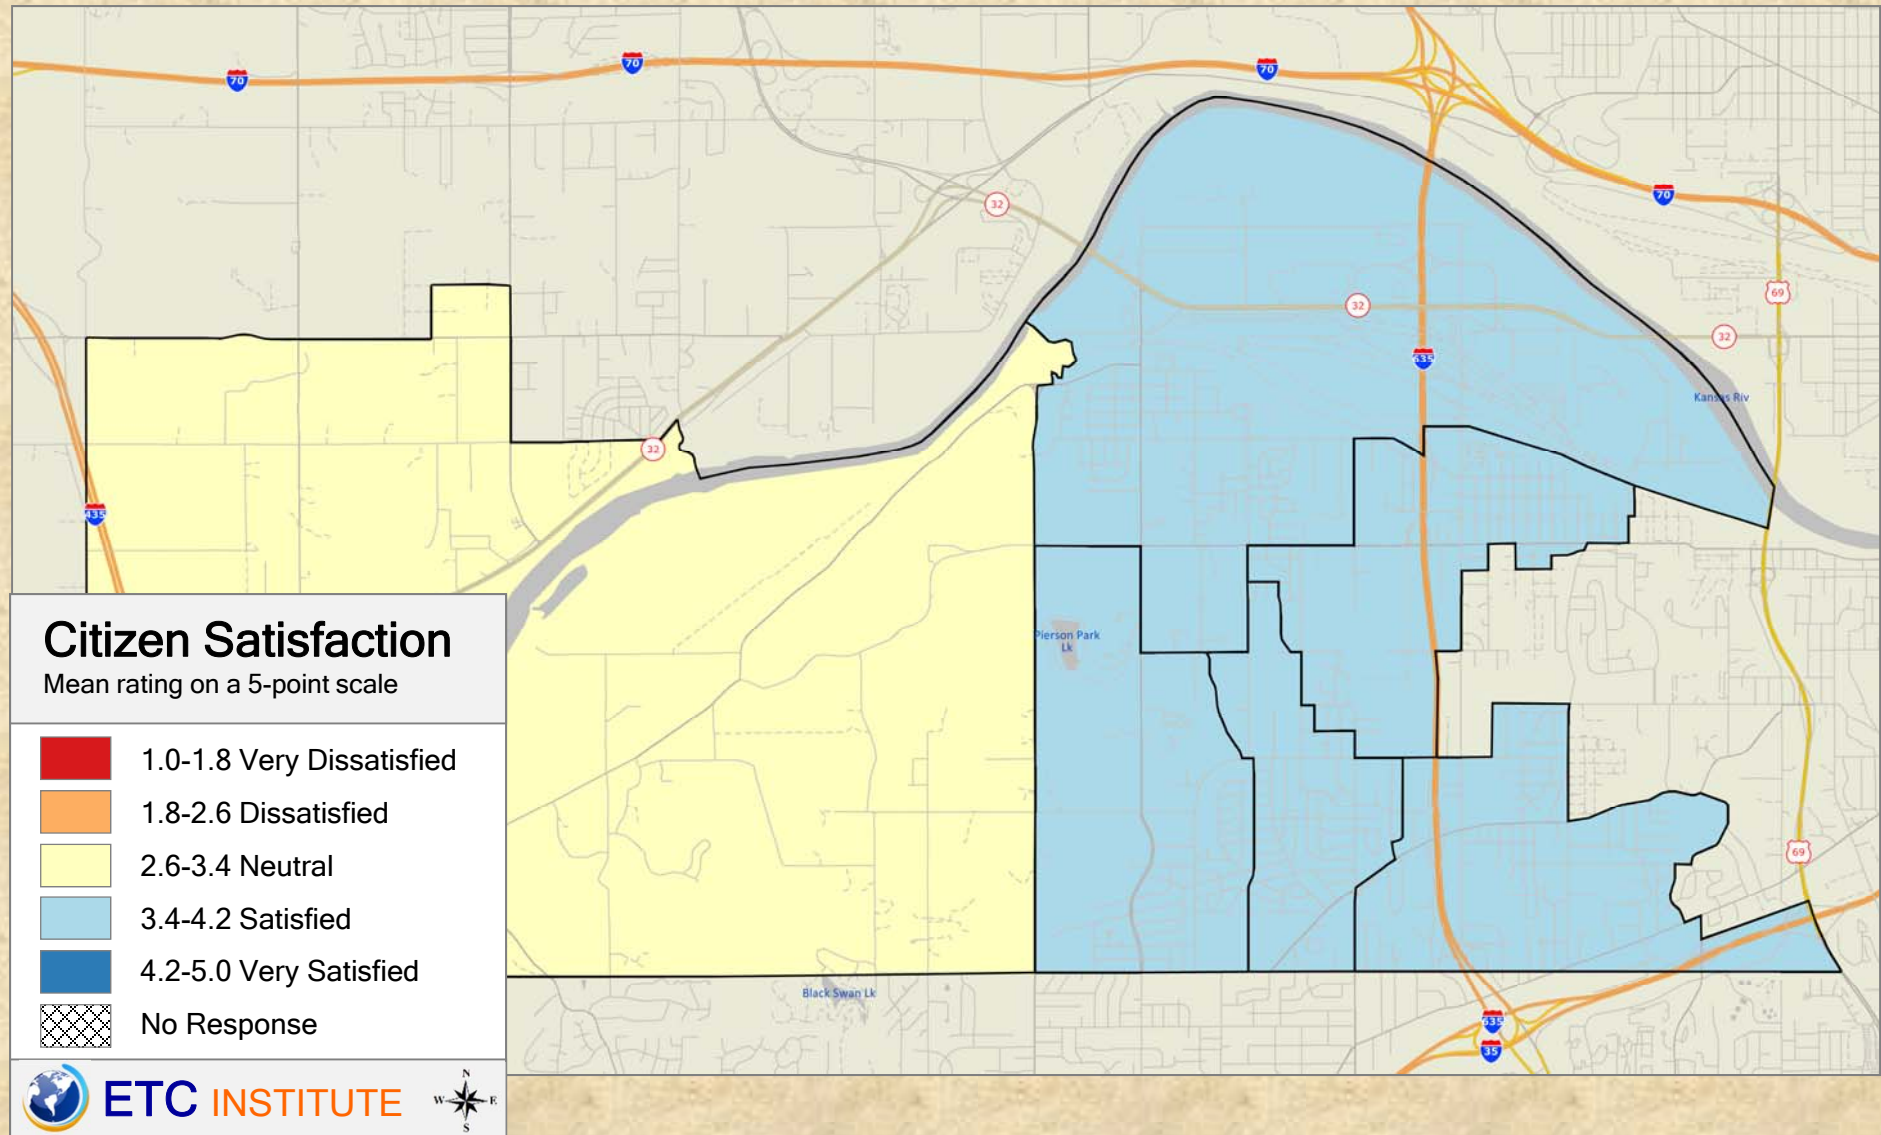 70
70
70
70
32
69
32
32
635
Kansas Riv
32
435
Pierson Park
Lk
Citizen Satisfaction
Mean rating on a 5-point scale
1.0-1.8 Very Dissatisfied
1.8-2.6 Dissatisfied
2.6-3.4 Neutral
3.4-4.2 Satisfied
4.2-5.0 Very Satisfied
No Response
69
Black Swan Lk
635
35
ETC INSTITUTE
N
W E
S